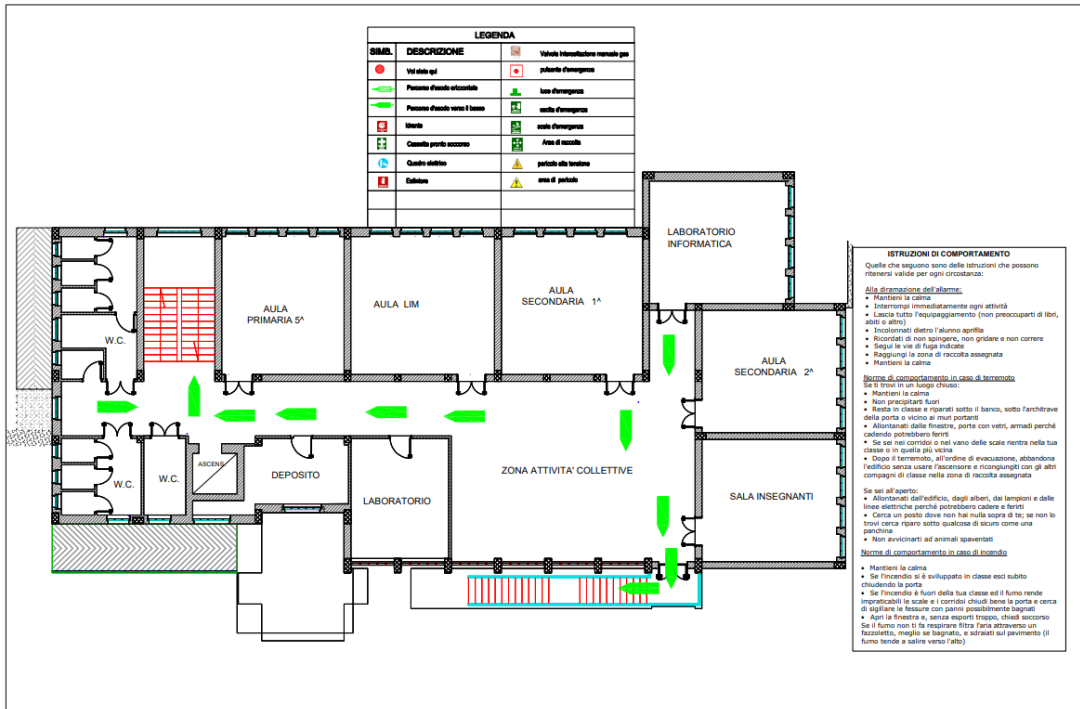 LEGENDA
SIMB. DESCRIZIONE
Valvola intercettazione manuale gas
Voi siete qui
pulsante d'emergenza
Percorso d'esodo orizzontale
luce d'emergenza
Percorso d'esodo verso il basso
uscita d'emergenza
Idrante
scale d'emergenza
Cassetta pronto soccorso
Area di raccolta
Quadro elettrico
pericolo alta tensione
Estintore
area di pericolo
LABORATORIO
INFORMATICA
AULA
PRIMARIA 5^
AULA LIM
AULA
SECONDARIA 1^
AULA
SECONDARIA 2^
W.C.
W.C.
W.C.
ASCENS.
DEPOSITO
LABORATORIO
ZONA ATTIVITA' COLLETTIVE
SALA INSEGNANTI
ISTRUZIONI DI COMPORTAMENTO
Quelle che seguono sono delle istruzioni che possono
ritenersi valide per ogni circostanza:
Alla diramazione dell'allarme:
• Mantieni la calma
• Interrompi immediatamente ogni attività
• Lascia tutto l'equipaggiamento (non preoccuparti di libri,
abiti o altro)
• Incolonnati dietro l'alunno aprifila
• Ricordati di non spingere, non gridare e non correre
• Segui le vie di fuga indicate
• Raggiungi la zona di raccolta assegnata
• Mantieni la calma
Norme di comportamento in caso di terremoto
Se ti trovi in un luogo chiuso:
• Mantieni la calma
• Non precipitarti fuori
• Resta in classe e riparati sotto il banco, sotto l'architrave
della porta o vicino ai muri portanti
• Allontanati dalle finestre, porte con vetri, armadi perché
cadendo potrebbero ferirti
• Se sei nei corridoi o nel vano delle scale rientra nella tua
classe o in quella più vicina
• Dopo il terremoto, all'ordine di evacuazione, abbandona
l'edificio senza usare l'ascensore e ricongiungiti con gli altri
compagni di classe nella zona di raccolta assegnata
Se sei all'aperto:
• Allontanati dall'edificio, dagli alberi, dai lampioni e dalle
linee elettriche perché potrebbero cadere e ferirti
• Cerca un posto dove non hai nulla sopra di te; se non lo
trovi cerca riparo sotto qualcosa di sicuro come una
panchina
• Non avvicinarti ad animali spaventati
Norme di comportamento in caso di incendio
• Mantieni la calma
• Se l'incendio si è sviluppato in classe esci subito
chiudendo la porta
• Se l'incendio è fuori della tua classe ed il fumo rende
impraticabili le scale e i corridoi chiudi bene la porta e cerca
di sigillare le fessure con panni possibilmente bagnati
• Apri la finestra e, senza esporti troppo, chiedi soccorso
Se il fumo non ti fa respirare filtra l'aria attraverso un
fazzoletto, meglio se bagnato, e sdraiati sul pavimento (il
fumo tende a salire verso l'alto)